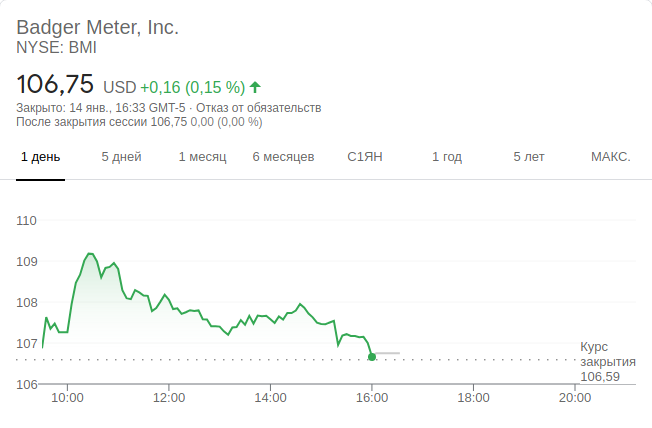 Badger Meter, Inc.
NYSE: BMI
106,75 USD +0,16 (0,15 %)
Закрыто: 14 янв., 16:33 GMT-5 · Отказ от обязательств
После закрытия сессии 106,75 0,00 (0,00 %)
1 день 5 дней 1 месяц 6 месяцев С1ЯН 1 год 5 лет МАКС.
110
109
108
107
106
Курс
закрытия
106,59
10:00 12:00 14:00 16:00 18:00 20:00